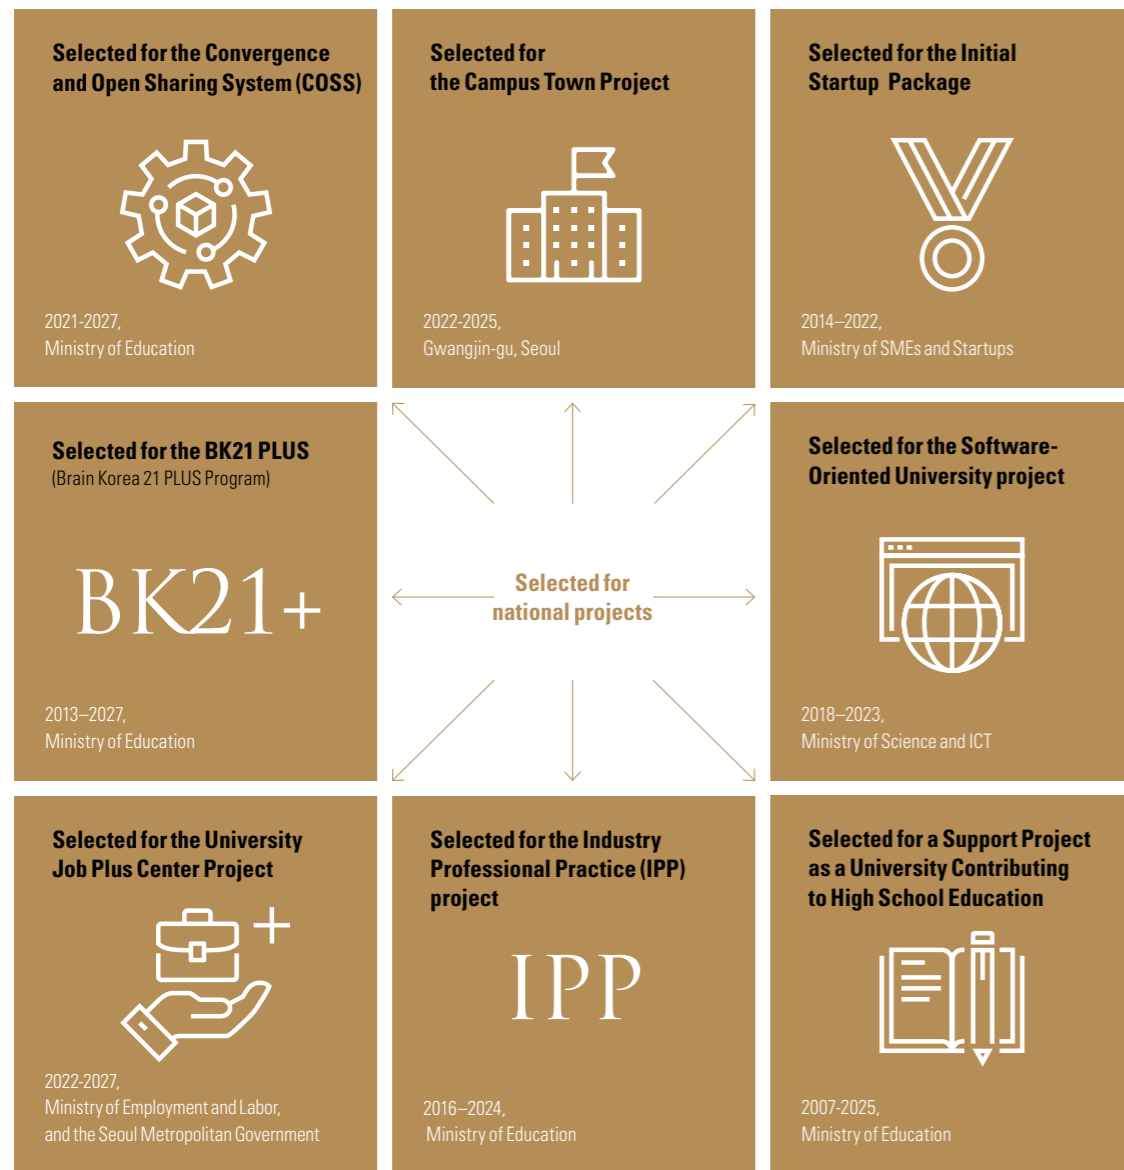 Selected for the Convergence
and Open Sharing System (COSS)
2021-2027,
Ministry of Education
Selected for
the Campus Town Project
2022-2025,
Gwangjin-gu, Seoul
Selected for the Initial
Startup Package
2014–2022,
Ministry of SMEs and Startups
Selected for the BK21 PLUS
(Brain Korea 21 PLUS Program)
BK21+
2013–2027,
Ministry of Education
Selected for
national projects
Selected for the Software-
Oriented University project
2018–2023,
Ministry of Science and ICT
Selected for the University
Job Plus Center Project
2022-2027,
Ministry of Employment and Labor,
and the Seoul Metropolitan Government
Selected for the Industry
Professional Practice (IPP)
project
IPP
2016–2024,
Ministry of Education
Selected for a Support Project
as a University Contributing
to High School Education
2007-2025,
Ministry of Education